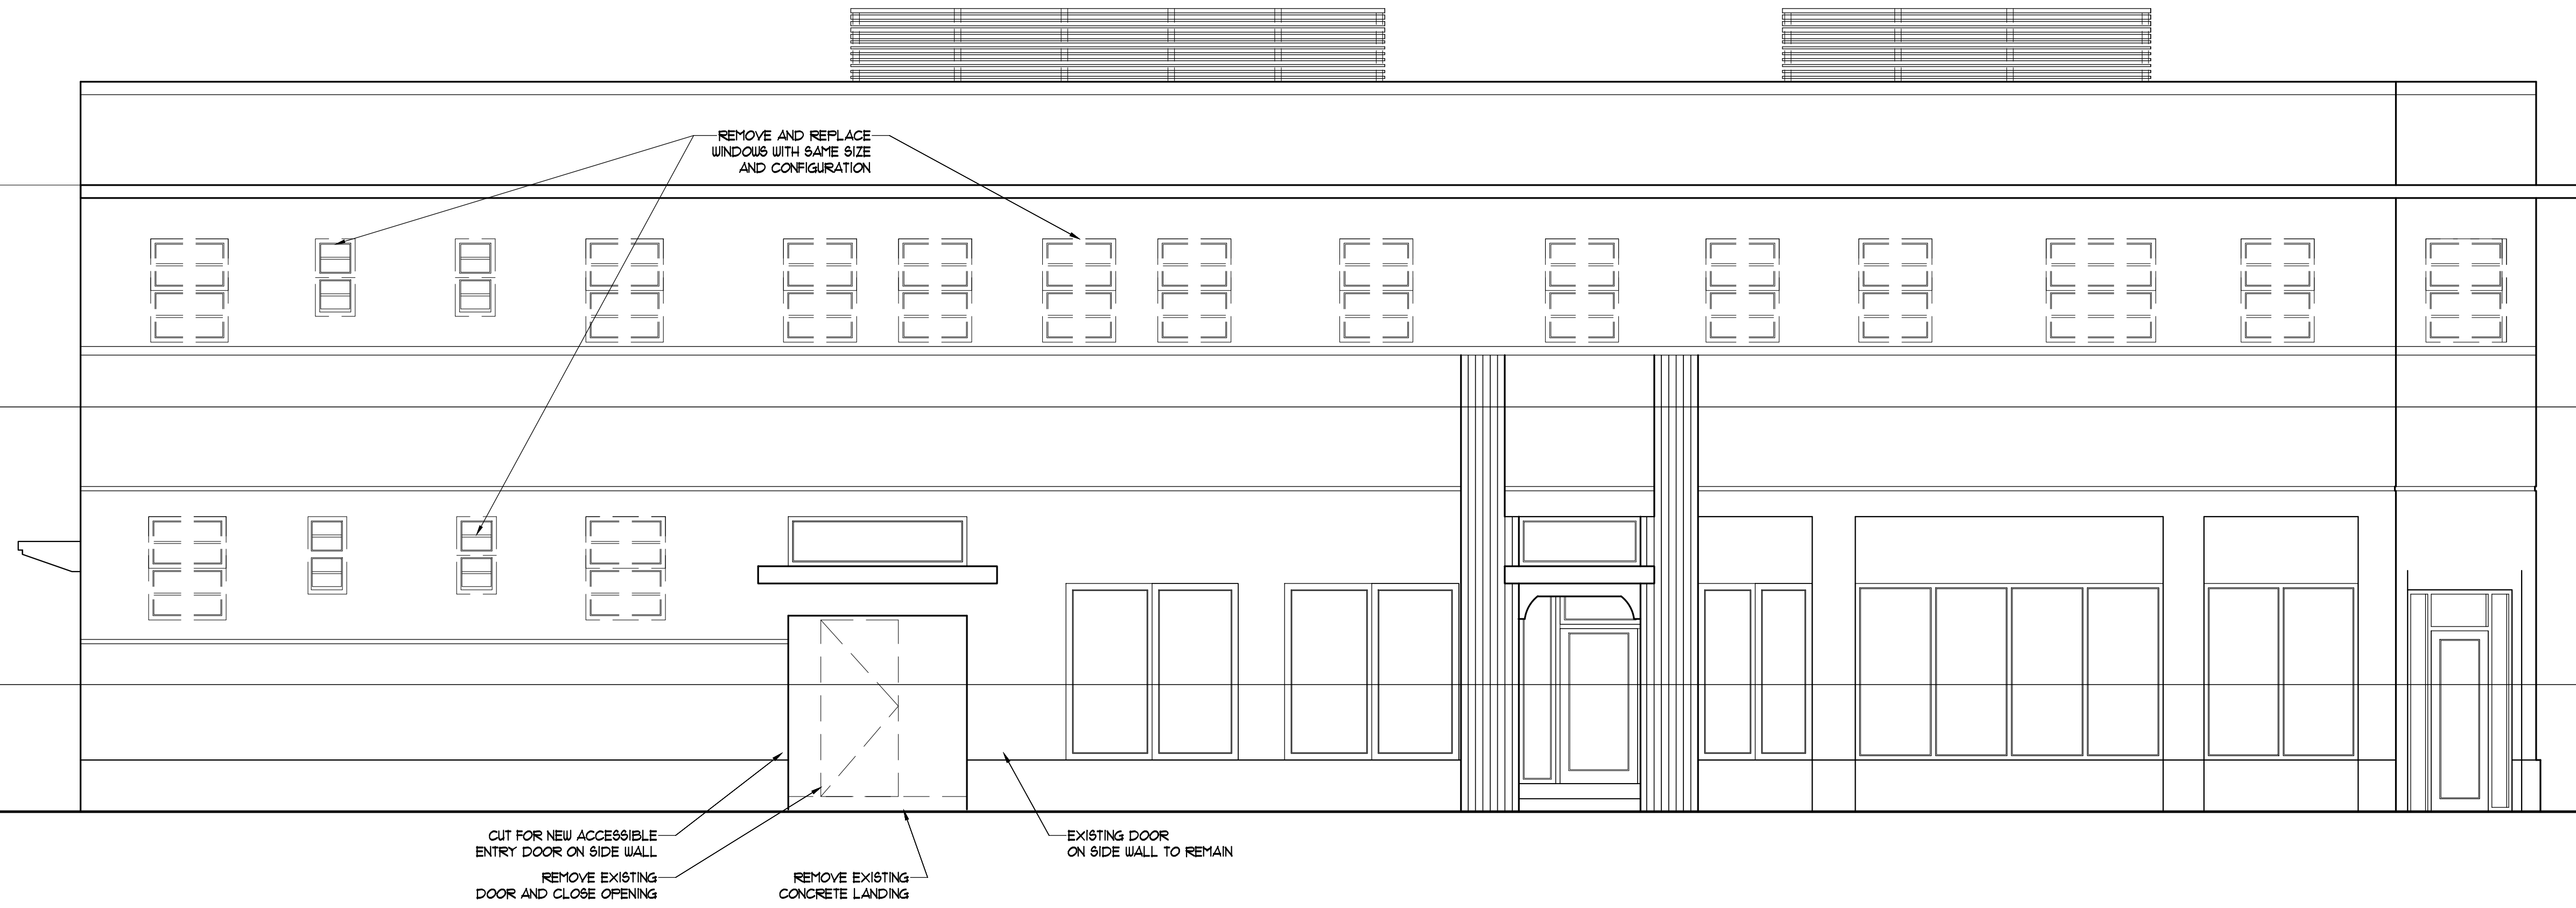 REMOVE AND REPLACE
WINDOWS WITH SAME SIZE
AND CONFIGURATION
CUT FOR NEW ACCESSIBLE
ENTRY DOOR ON SIDE WALL
REMOVE EXISTING
DOOR AND CLOSE OPENING
REMOVE EXISTING
CONCRETE LANDING
EXISTING DOOR
ON SIDE WALL TO REMAIN